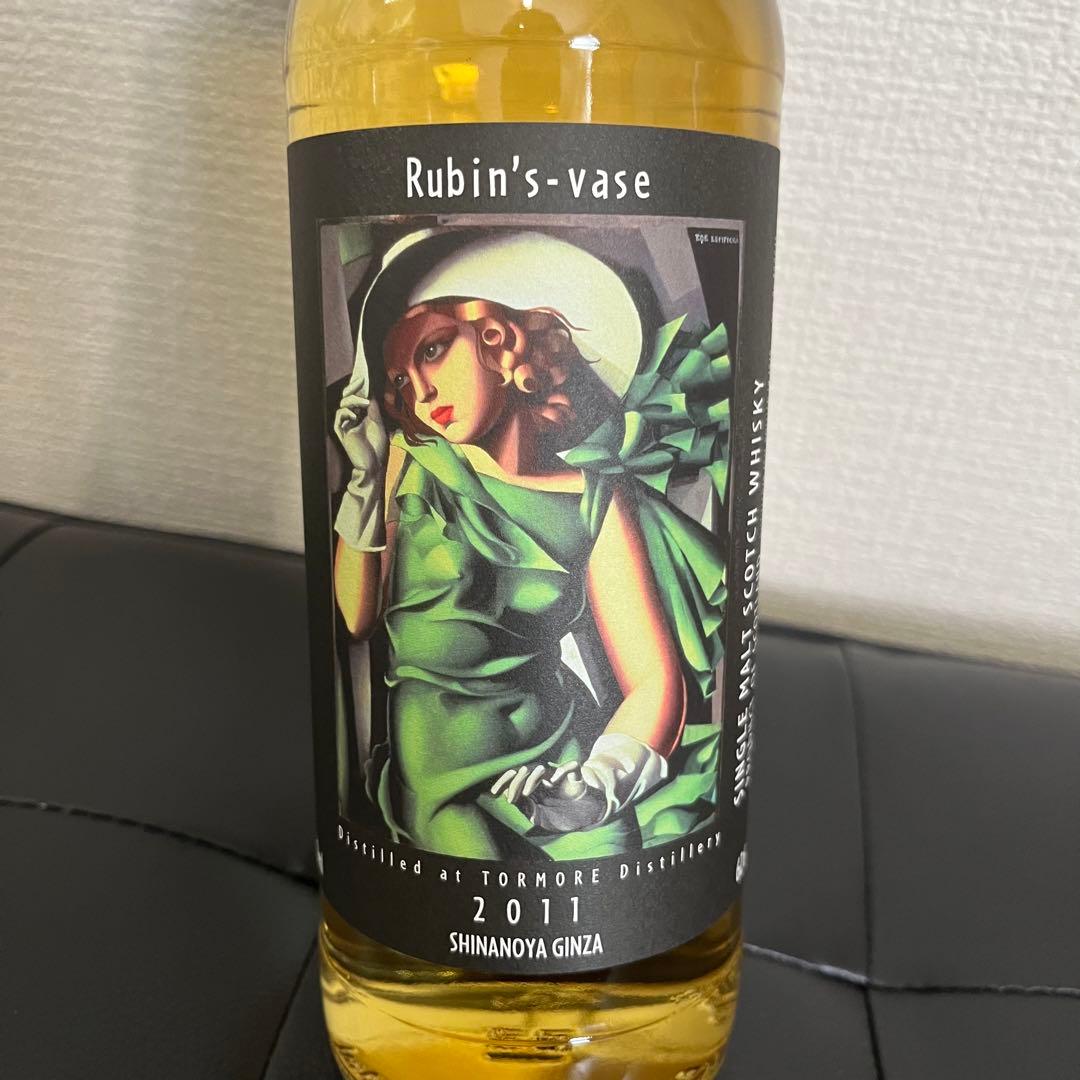 Rubin's-vase
Distilled at TORMORE Distillery
2011
SHINANOYA GINZA
SINGLE MALT SCOTCH WHISKY